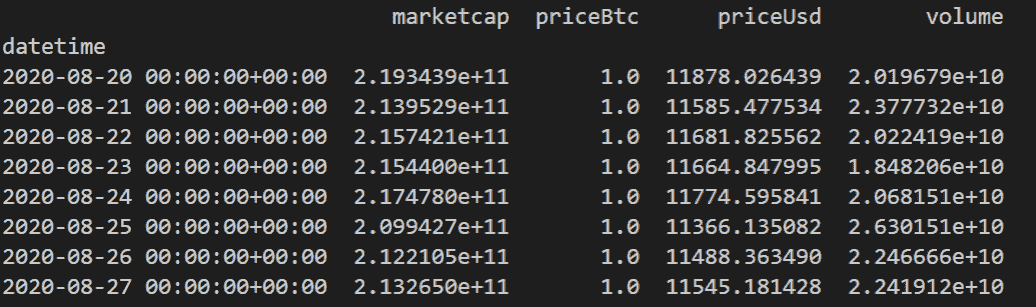 marketcap priceBtc priceUsd volume
datetime
2020-08-20 00:00:00+00:00 2.193439e+11 1.0 11878.026439 2.019679e+10
2020-08-21 00:00:00+00:00 2.139529e+11 1.0 11585.477534 2.377732e+10
2020-08-22 00:00:00+00:00 2.157421e+11 1.0 11681.825562 2.022419e+10
2020-08-23 00:00:00+00:00 2.154400e+11 1.0 11664.847995 1.848206e+10
2020-08-24 00:00:00+00:00 2.174780e+11 1.0 11774.595841 2.068151e+10
2020-08-25 00:00:00+00:00 2.099427e+11 1.0 11366.135082 2.630151e+10
2020-08-26 00:00:00+00:00 2.122105e+11 1.0 11488.363490 2.246666e+10
2020-08-27 00:00:00+00:00 2.132650e+11 1.0 11545.181428 2.241912e+10